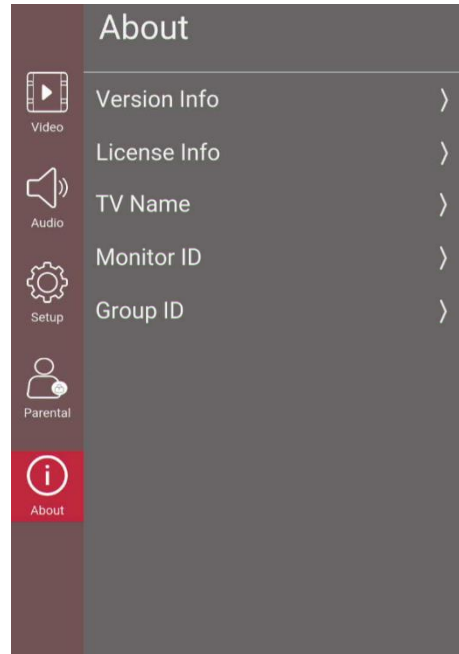 About
Video
Version Info
License Info
Audio
TV Name
Monitor ID
Setup
Group ID
Parental
About